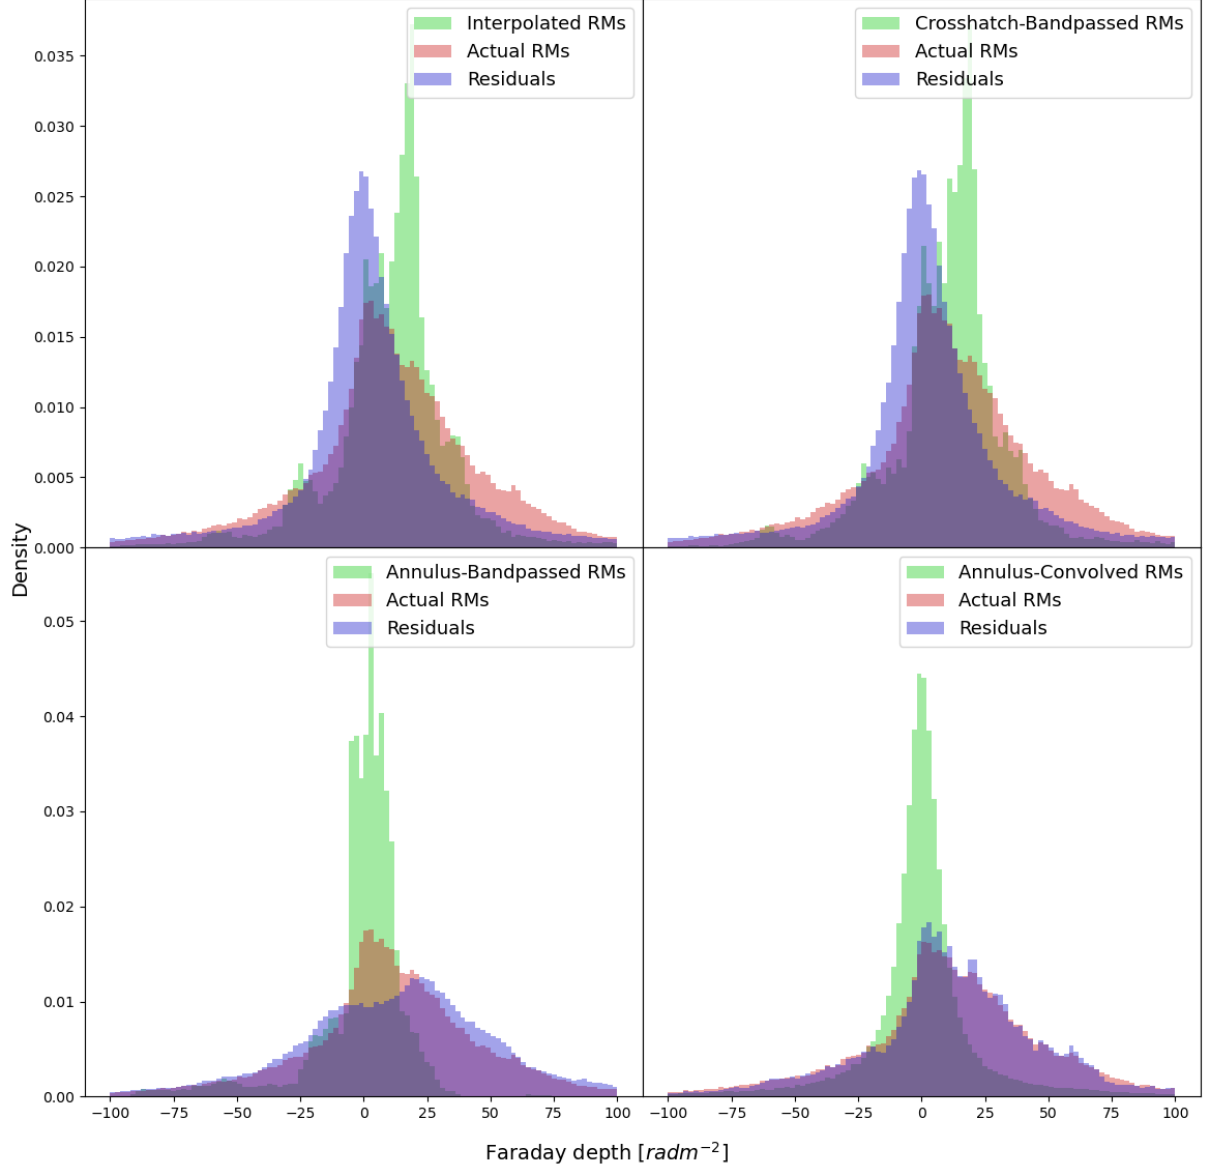 Interpolated RMs
Actual RMs
Residuals
Crosshatch-Bandpassed RMs
Actual RMs
Residuals
0.035
0.030
0.025
0.020
0.015
0.010
0.005
0.000
Density
Annulus-Bandpassed RMs
Actual RMs
Residuals
Annulus-Convolved RMs
Actual RMs
Residuals
0.05
0.04
0.03
0.02
0.01
0.00
−100 −75 −50 −25 0 25 50 75 100
−100 −75 −50 −25 0 25 50 75 100
Faraday depth [radm⁻²]